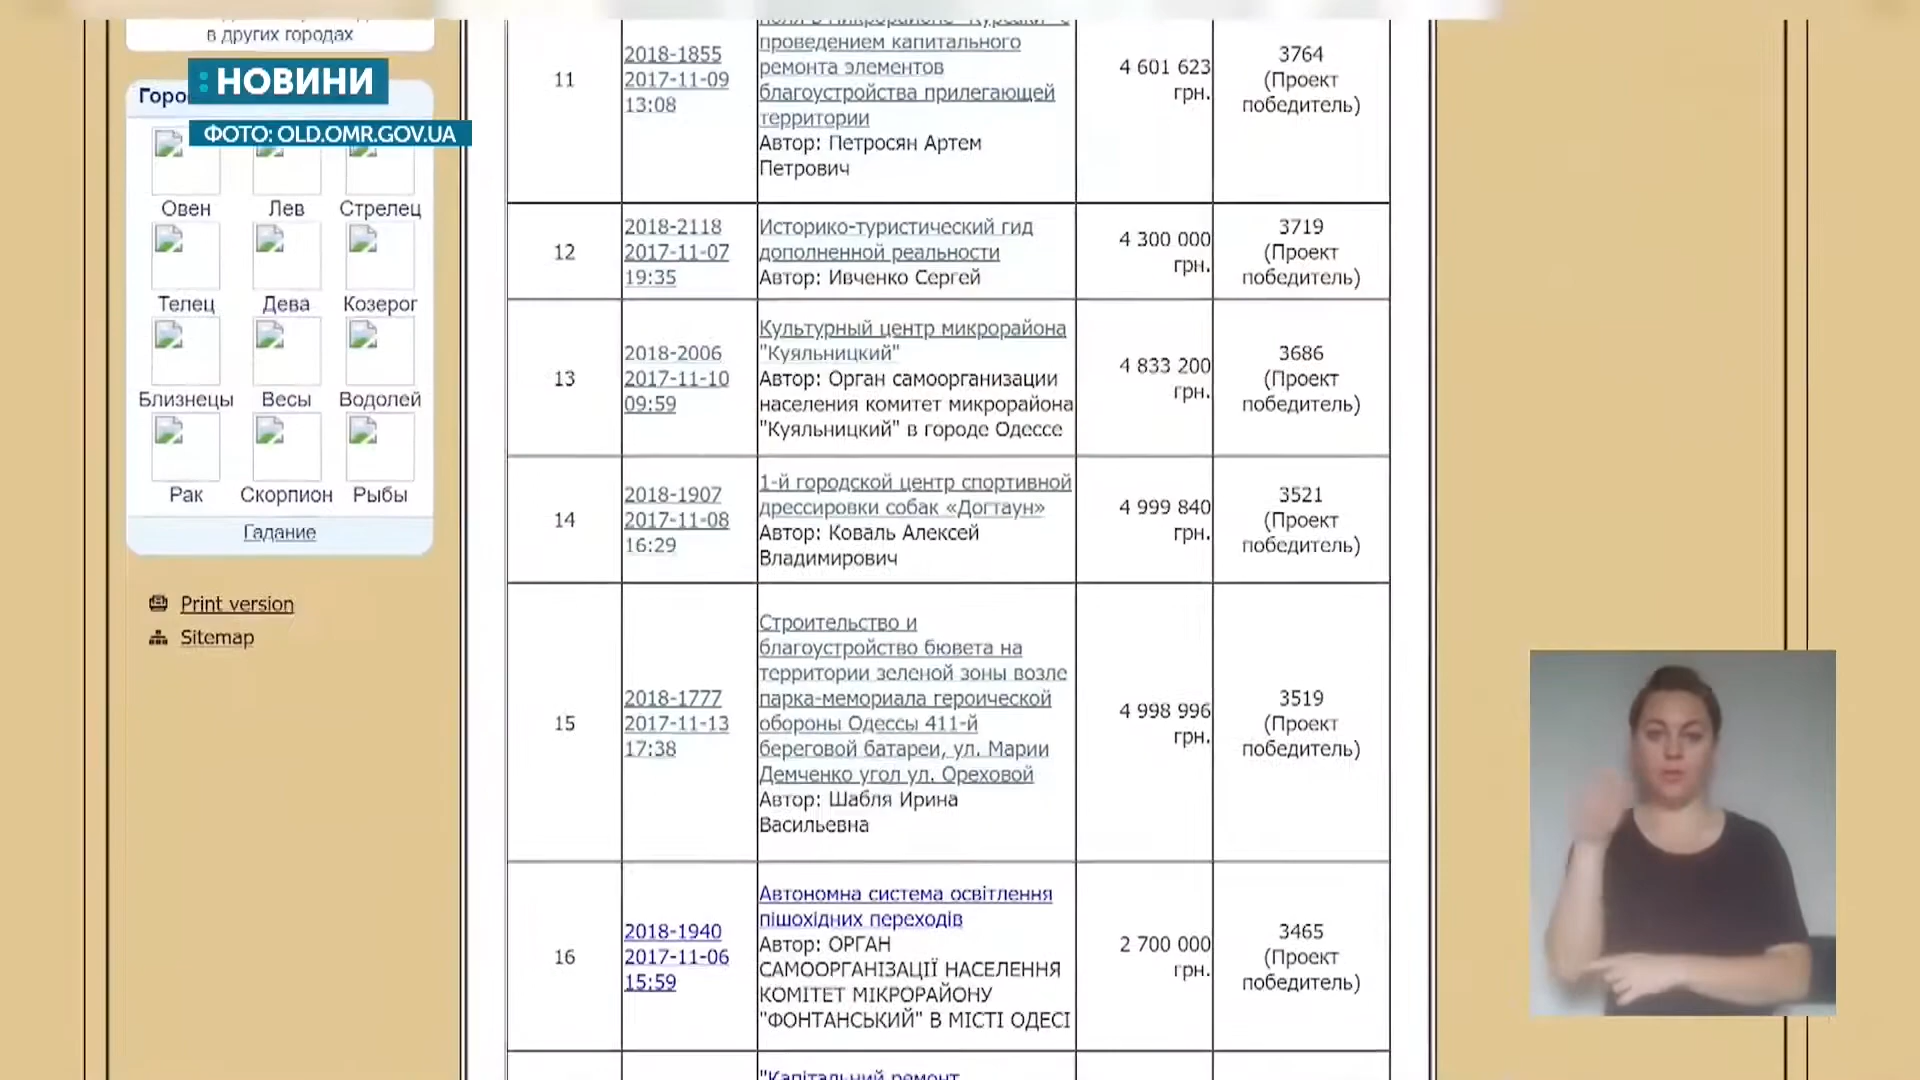 в других городах
НОВИНИ
Горо
ФОТО: OLD.OMR.GOV.UA
Овен Лев Стрелец
Телец Дева Козерог
Близнецы Весы Водолей
Рак Скорпион Рыбы
Гадание
Print version
Sitemap
11
2018-1855
2017-11-09
13:08
поля в микрорайоне "Курсаки" с
проведением капитального
ремонта элементов
благоустройства прилегающей
территории
Автор: Петросян Артем
Петрович
4 601 623
грн.
3764
(Проект
победитель)
12
2018-2118
2017-11-07
19:35
Историко-туристический гид
дополненной реальности
Автор: Ивченко Сергей
4 300 000
грн.
3719
(Проект
победитель)
13
2018-2006
2017-11-10
09:59
Культурный центр микрорайона
"Куяльницкий"
Автор: Орган самоорганизации
населения комитет микрорайона
"Куяльницкий" в городе Одессе
4 833 200
грн.
3686
(Проект
победитель)
14
2018-1907
2017-11-08
16:29
1-й городской центр спортивной
дрессировки собак «Догтаун»
Автор: Коваль Алексей
Владимирович
4 999 840
грн.
3521
(Проект
победитель)
15
2018-1777
2017-11-13
17:38
Строительство и
благоустройство бювета на
территории зеленой зоны возле
парка-мемориала героической
обороны Одессы 411-й
береговой батареи, ул. Марии
Демченко угол ул. Ореховой
Автор: Шабля Ирина
Васильевна
4 998 996
грн.
3519
(Проект
победитель)
16
2018-1940
2017-11-06
15:59
Автономна система освітлення
пішохідних переходів
Автор: ОРГАН
САМООРГАНІЗАЦІЇ НАСЕЛЕННЯ
КОМІТЕТ МІКРОРАЙОНУ
"ФОНТАНСЬКИЙ" В МІСТІ ОДЕСІ
2 700 000
грн.
3465
(Проект
победитель)
"Капітальний ремонт